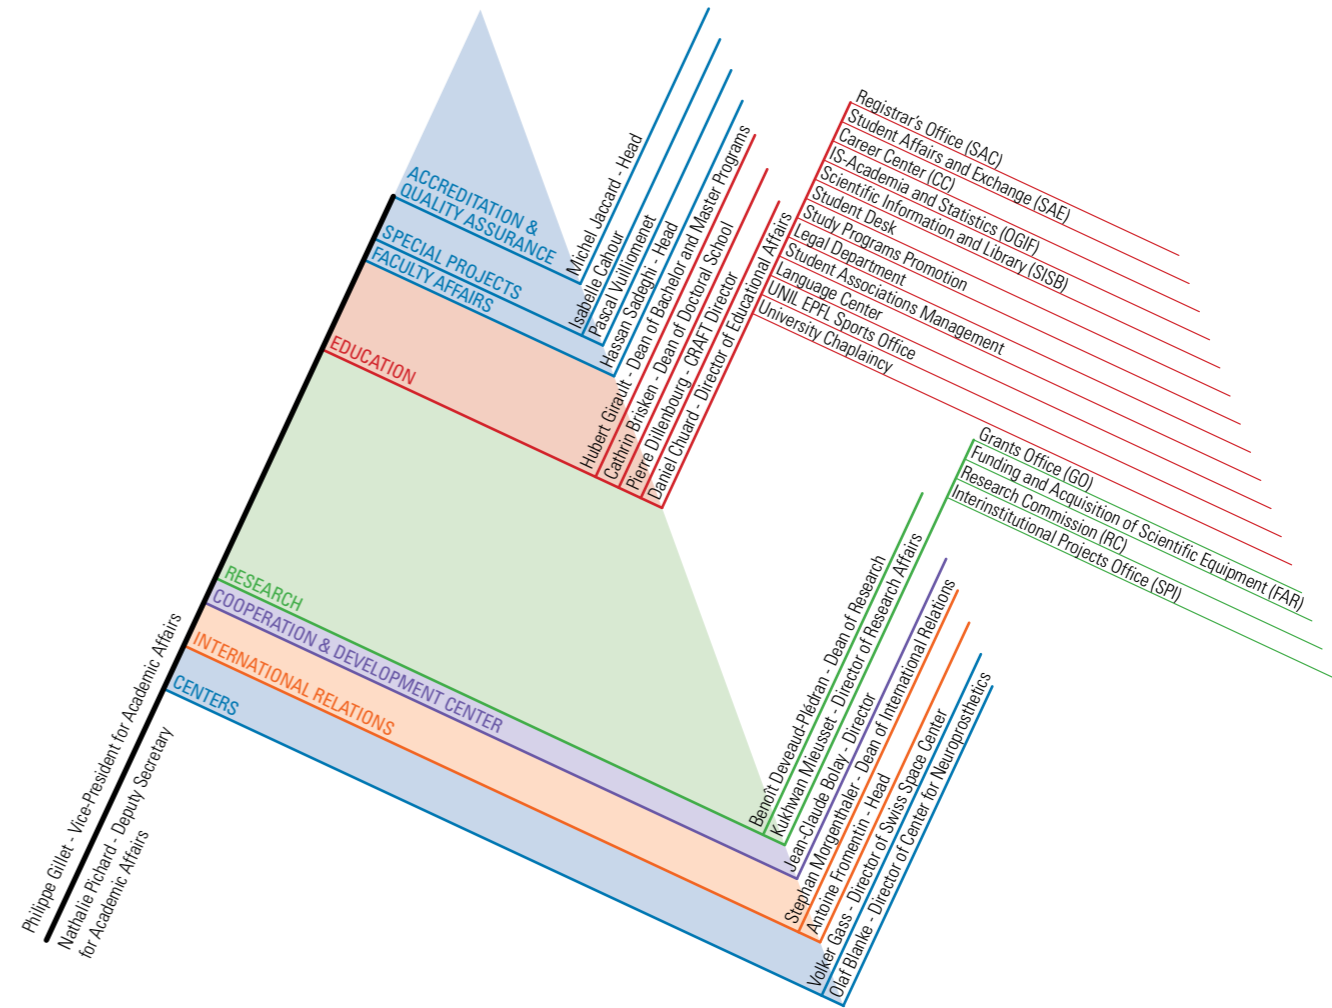 ACCREDITATION &
QUALITY ASSURANCE
Michel Jaccard - Head
SPECIAL PROJECTS
Isabelle Cahour
Pascal Vuilliomenet
FACULTY AFFAIRS
Hassan Sadeghi - Head
EDUCATION
Hubert Girault - Dean of Bachelor and Master Programs
Cathrin Brisken - Dean of Doctoral School
Pierre Dillenbourg - CRAFT Director
Daniel Chuard - Director of Educational Affairs
Registrar's Office (SAC)
Student Affairs and Exchange (SAE)
Career Center (CC)
IS-Academia and Statistics (OGIF)
Scientific Information and Library (SISB)
Student Desk
Study Programs Promotion
Legal Department
Student Associations Management
Language Center
UNIL EPFL Sports Office
University Chaplaincy
RESEARCH
Benoît Deveaud-Plédran - Dean of Research
Kukhwan Mieusset - Director of Research Affairs
Grants Office (GO)
Funding and Acquisition of Scientific Equipment (FAR)
Research Commission (RC)
Interinstitutional Projects Office (SPI)
COOPERATION & DEVELOPMENT CENTER
Jean-Claude Bolay - Director
INTERNATIONAL RELATIONS
Stephan Morgenthaler - Dean of International Relations
Antoine Fromentin - Head
CENTERS
Volker Gass - Director of Swiss Space Center
Olaf Blanke - Director of Center for Neuroprosthetics
Philippe Gillet - Vice-President for Academic Affairs
Nathalie Pichard - Deputy Secretary
for Academic Affairs